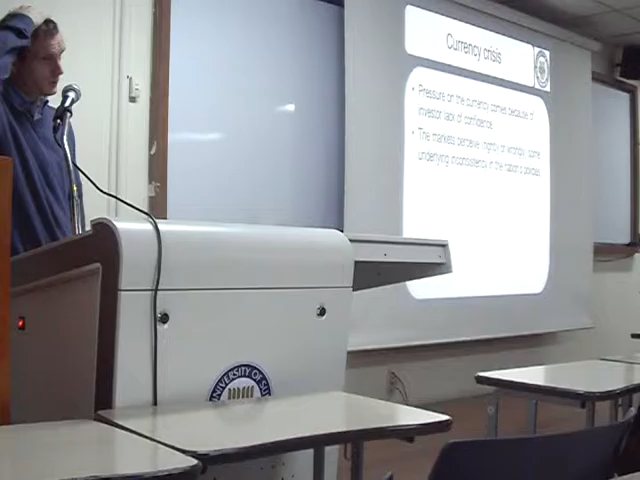 Currency crisis
• Pressure on the currency comes because of
investor lack of confidence.
• The markets perceive (rightly or wrongly) some
underlying inconsistency in the nation's policies
UNIVERSITY OF